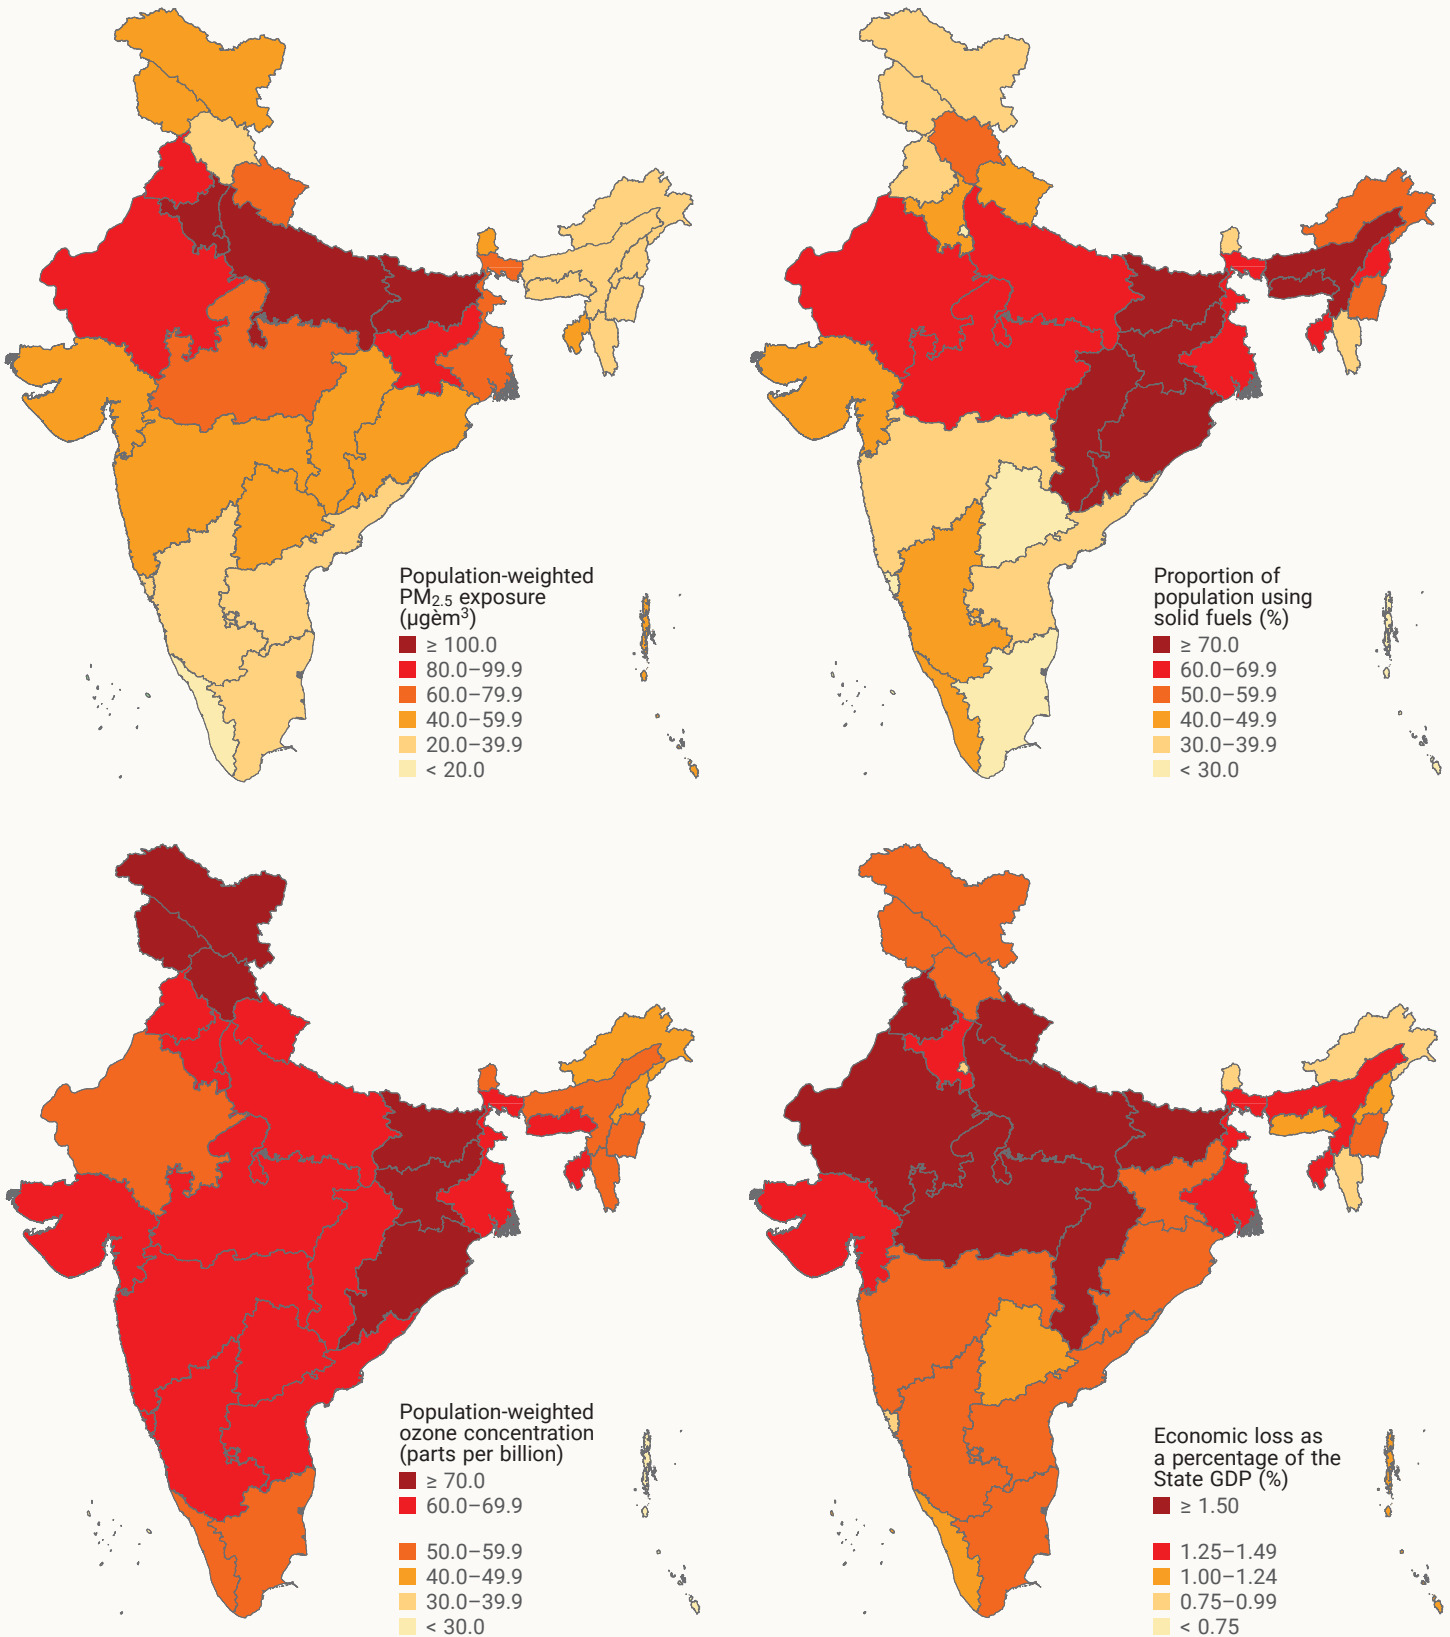 Population-weighted
PM2.5 exposure
(µgèm³)
≥ 100.0
80.0–99.9
60.0–79.9
40.0–59.9
20.0–39.9
< 20.0
Proportion of
population using
solid fuels (%)
≥ 70.0
60.0–69.9
50.0–59.9
40.0–49.9
30.0–39.9
< 30.0
Population-weighted
ozone concentration
(parts per billion)
≥ 70.0
60.0–69.9
50.0–59.9
40.0–49.9
30.0–39.9
< 30.0
Economic loss as
a percentage of the
State GDP (%)
≥ 1.50
1.25–1.49
1.00–1.24
0.75–0.99
< 0.75